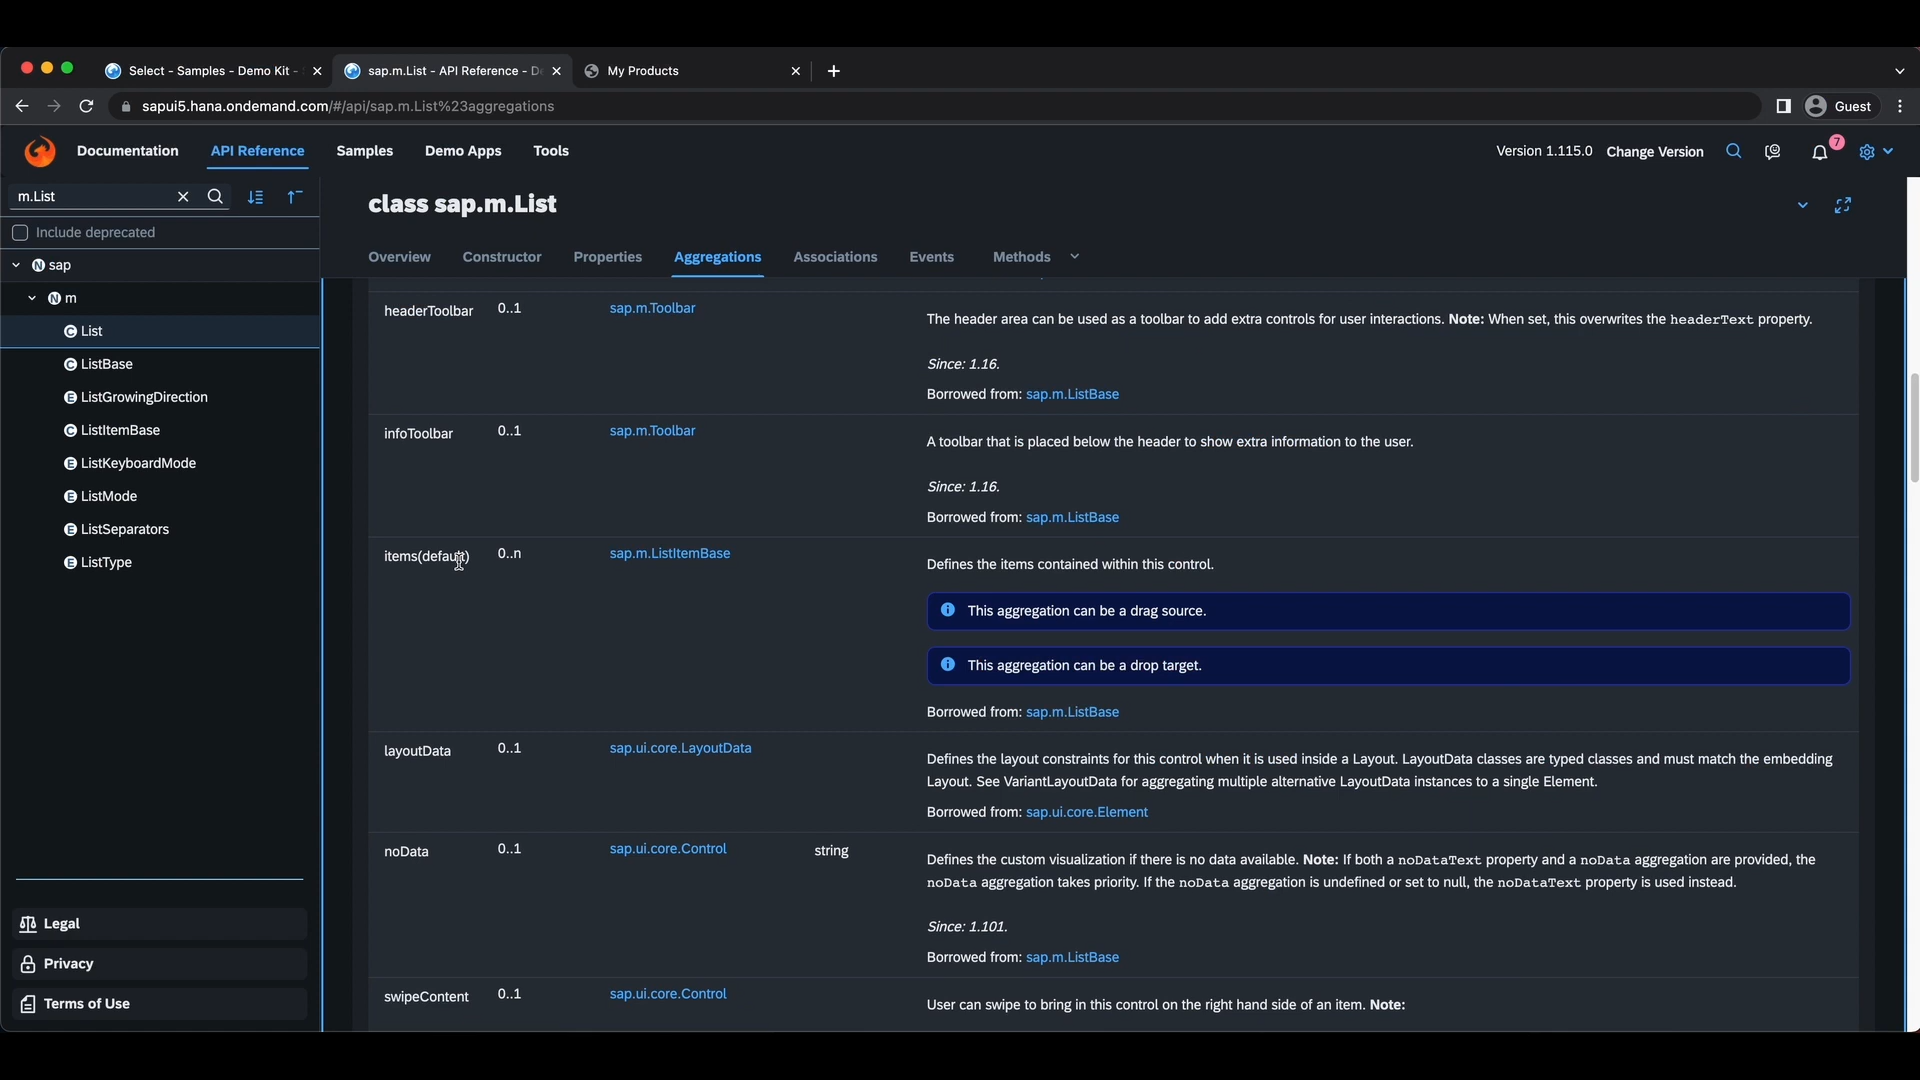 Select - Samples - Demo Kit -
sap.m.List - API Reference - De
My Products
sapui5.hana.ondemand.com/#/api/sap.m.List%23aggregations
Guest
Documentation
API Reference
Samples
Demo Apps
Tools
Version 1.115.0
Change Version
7
m.List
Include deprecated
N sap
N m
C List
C ListBase
E ListGrowingDirection
C ListItemBase
E ListKeyboardMode
E ListMode
E ListSeparators
E ListType
Legal
Privacy
Terms of Use
class sap.m.List
Overview
Constructor
Properties
Aggregations
Associations
Events
Methods
headerToolbar 0..1 sap.m.Toolbar
The header area can be used as a toolbar to add extra controls for user interactions. Note: When set, this overwrites the headerText property.
Since: 1.16.
Borrowed from: sap.m.ListBase
infoToolbar 0..1 sap.m.Toolbar
A toolbar that is placed below the header to show extra information to the user.
Since: 1.16.
Borrowed from: sap.m.ListBase
items(default) 0..n sap.m.ListItemBase
Defines the items contained within this control.
This aggregation can be a drag source.
This aggregation can be a drop target.
Borrowed from: sap.m.ListBase
layoutData 0..1 sap.ui.core.LayoutData
Defines the layout constraints for this control when it is used inside a Layout. LayoutData classes are typed classes and must match the embedding
Layout. See VariantLayoutData for aggregating multiple alternative LayoutData instances to a single Element.
Borrowed from: sap.ui.core.Element
noData 0..1 sap.ui.core.Control string
Defines the custom visualization if there is no data available. Note: If both a noDataText property and a noData aggregation are provided, the
noData aggregation takes priority. If the noData aggregation is undefined or set to null, the noDataText property is used instead.
Since: 1.101.
Borrowed from: sap.m.ListBase
swipeContent 0..1 sap.ui.core.Control
User can swipe to bring in this control on the right hand side of an item. Note: